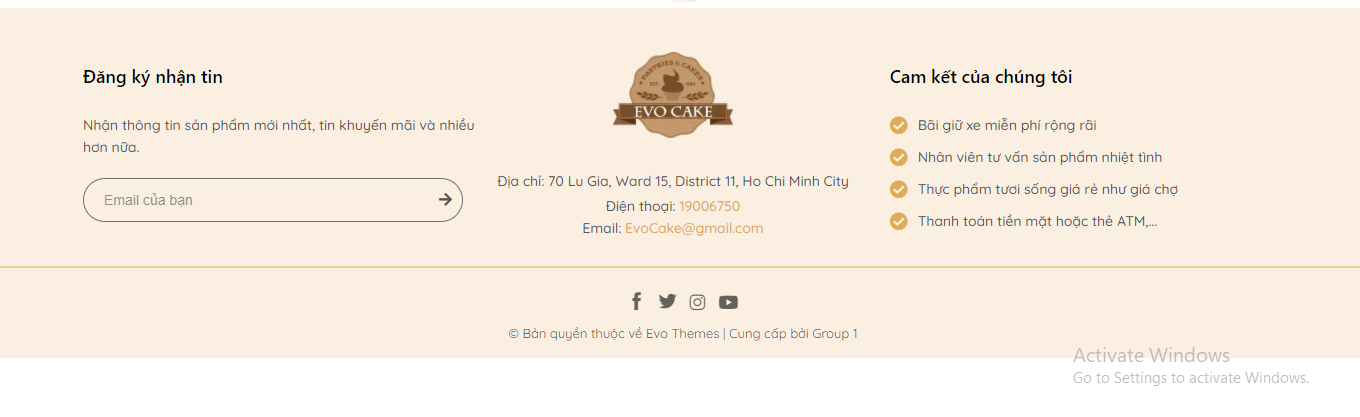 Đăng ký nhận tin
Nhận thông tin sản phẩm mới nhất, tin khuyến mãi và nhiều
hơn nữa.
Email của bạn
PASTRIES & CAKES
EVO CAKE
Địa chỉ: 70 Lu Gia, Ward 15, District 11, Ho Chi Minh City
Điện thoại: 19006750
Email: EvoCake@gmail.com
Cam kết của chúng tôi
Bãi giữ xe miễn phí rộng rãi
Nhân viên tư vấn sản phẩm nhiệt tình
Thực phẩm tươi sống giá rẻ như giá chợ
Thanh toán tiền mặt hoặc thẻ ATM,...
© Bản quyền thuộc về Evo Themes | Cung cấp bởi Group 1
Activate Windows
Go to Settings to activate Windows.